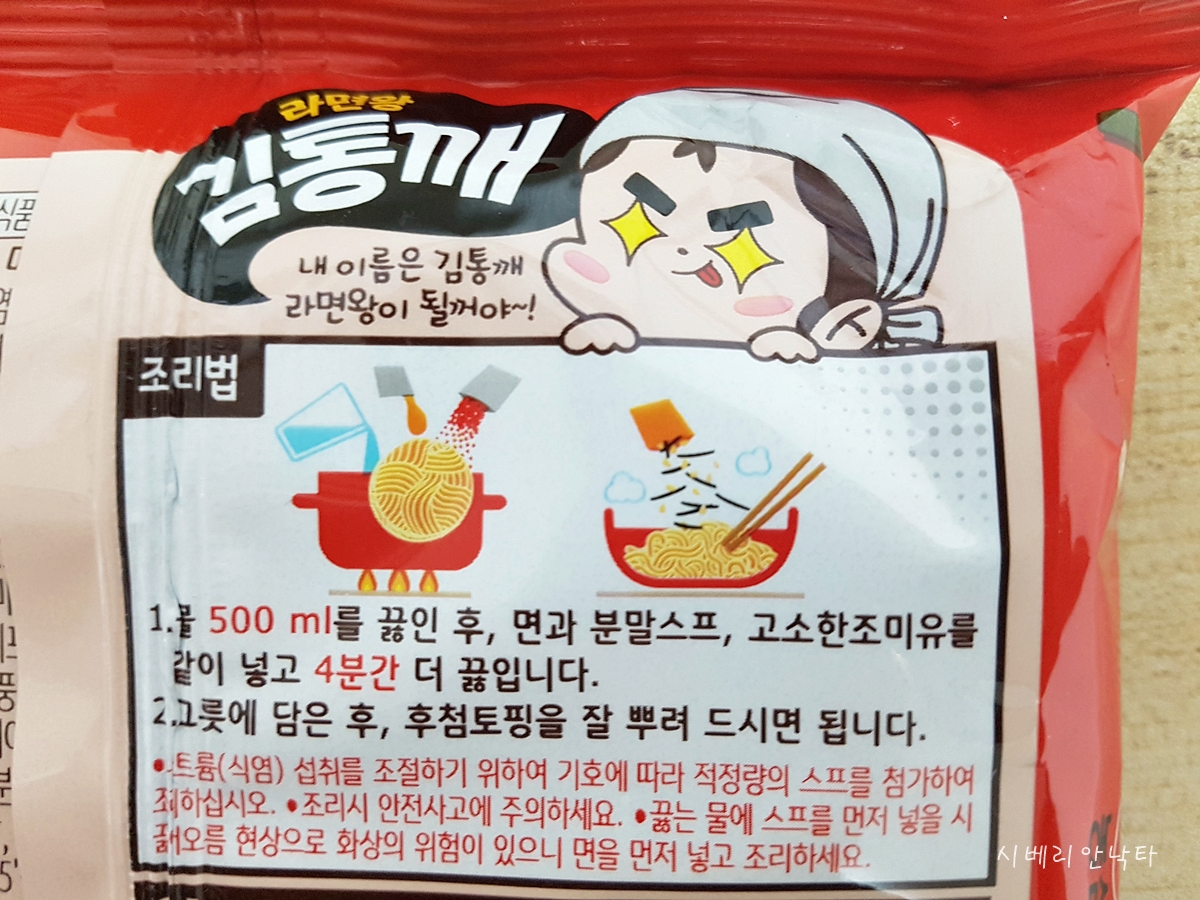 라면왕
김통깨
내 이름은 김통깨
라면왕이 될꺼야~!
조리법
1.물 500 ml를 끓인 후, 면과 분말스프, 고소한조미유를
같이 넣고 4분간 더 끓입니다.
2.그릇에 담은 후, 후첨토핑을 잘 뿌려 드시면 됩니다.
•나트륨(식염) 섭취를 조절하기 위하여 기호에 따라 적정량의 스프를 첨가하여
조리하십시오. •조리시 안전사고에 주의하세요. •끓는 물에 스프를 먼저 넣을 시
끓어오름 현상으로 화상의 위험이 있으니 면을 먼저 넣고 조리하세요.
식품
시베리안낙타